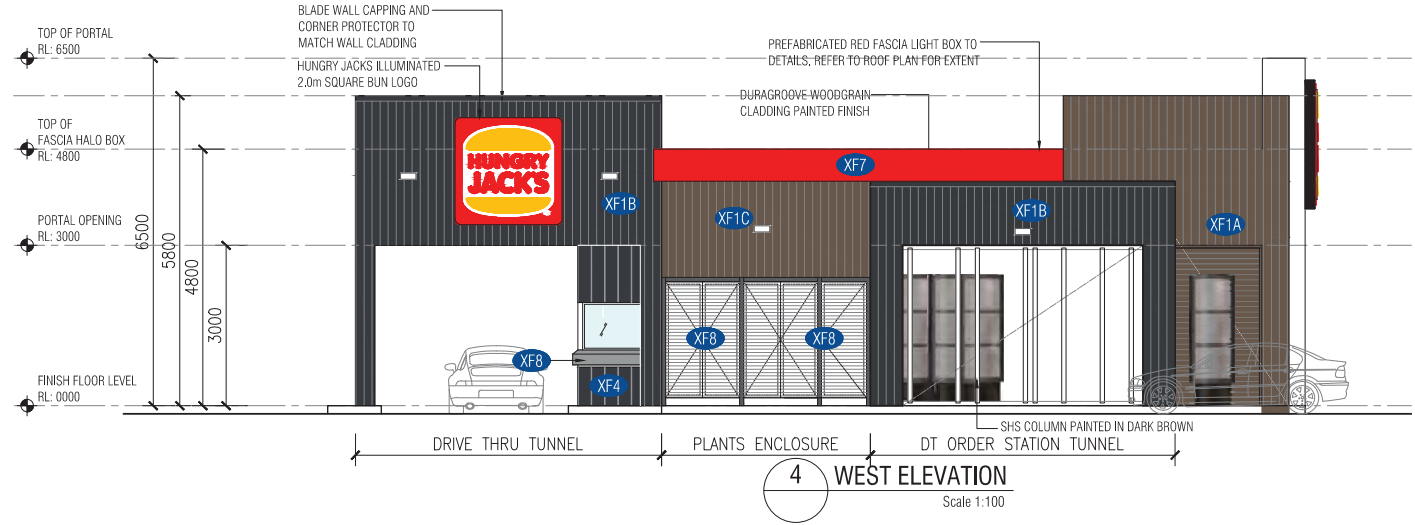 BLADE WALL CAPPING AND
CORNER PROTECTOR TO
MATCH WALL CLADDING
HUNGRY JACKS ILLUMINATED
2.0m SQUARE BUN LOGO
PREFABRICATED RED FASCIA LIGHT BOX TO
DETAILS. REFER TO ROOF PLAN FOR EXTENT
DURAGROOVE WOODGRAIN
CLADDING PAINTED FINISH
TOP OF PORTAL
RL: 6500
TOP OF
FASCIA HALO BOX
RL: 4800
PORTAL OPENING
RL: 3000
FINISH FLOOR LEVEL
RL: 0000
6500
5800
4800
3000
HUNGRY
JACK'S
XF1B
XF7
XF1C
XF1B
XF1A
XF8
XF8
XF8
XF4
SHS COLUMN PAINTED IN DARK BROWN
DRIVE THRU TUNNEL
PLANTS ENCLOSURE
DT ORDER STATION TUNNEL
4
WEST ELEVATION
Scale 1:100